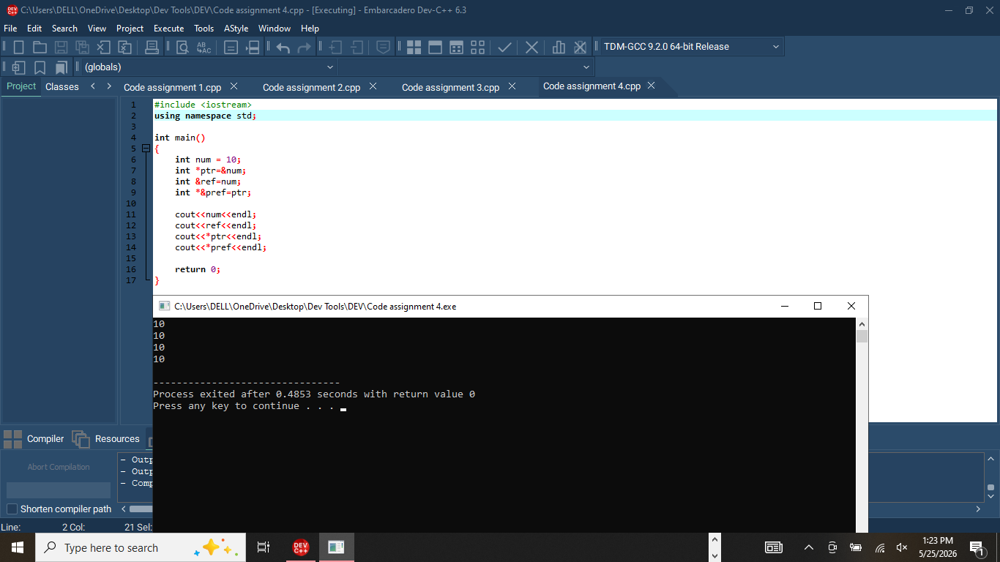 C:\Users\DELL\OneDrive\Desktop\Dev Tools\DEV\Code assignment 4.cpp - [Executing] - Embarcadero Dev-C++ 6.3
File Edit Search View Project Execute Tools AStyle Window Help
TDM-GCC 9.2.0 64-bit Release
(globals)
Project Classes Code assignment 1.cpp Code assignment 2.cpp Code assignment 3.cpp Code assignment 4.cpp
1 #include <iostream>
2 using namespace std;
3
4 int main()
5 {
6 int num = 10;
7 int *ptr=&num;
8 int &ref=num;
9 int *&pref=ptr;
10
11 cout<<num<<endl;
12 cout<<ref<<endl;
13 cout<<*ptr<<endl;
14 cout<<*pref<<endl;
15
16 return 0;
17 }
C:\Users\DELL\OneDrive\Desktop\Dev Tools\DEV\Code assignment 4.exe
10
10
10
10
--------------------------------
Process exited after 0.4853 seconds with return value 0
Press any key to continue . . .
Compiler Resources
Abort Compilation
- Outp
- Outp
- Comp
Shorten compiler path
Line: 2 Col: 21 Sel:
Type here to search
DEV C++
1:23 PM
5/25/2026
1